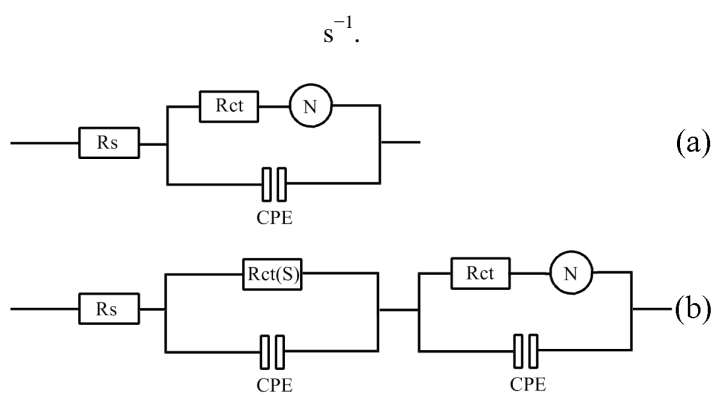 s⁻¹.
Rct N
Rs (a)
CPE
Rct(S) Rct N
Rs (b)
CPE CPE